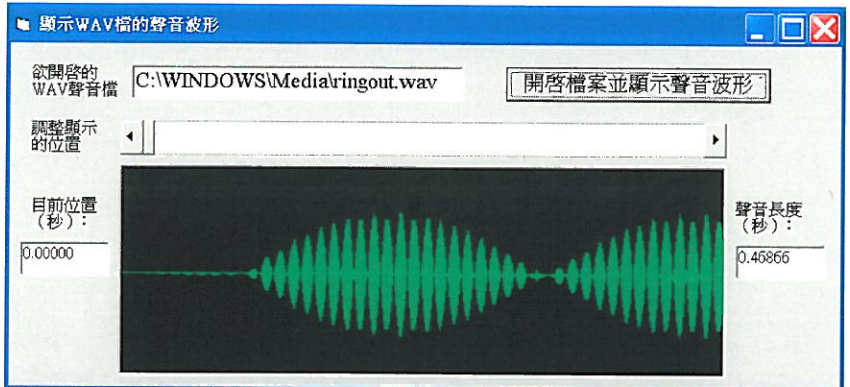 顯示WAV檔的聲音波形
欲開啓的
WAV聲音檔
C:\WINDOWS\Media\ringout.wav
開啓檔案並顯示聲音波形
調整顯示
的位置
目前位置
(秒):
0.00000
聲音長度
(秒):
0.46866